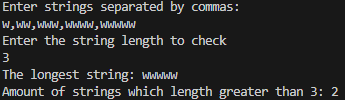 Enter strings separated by commas:
w,ww,www,wwww,wwwww
Enter the string length to check
3
The longest string: wwwww
Amount of strings which length greater than 3: 2